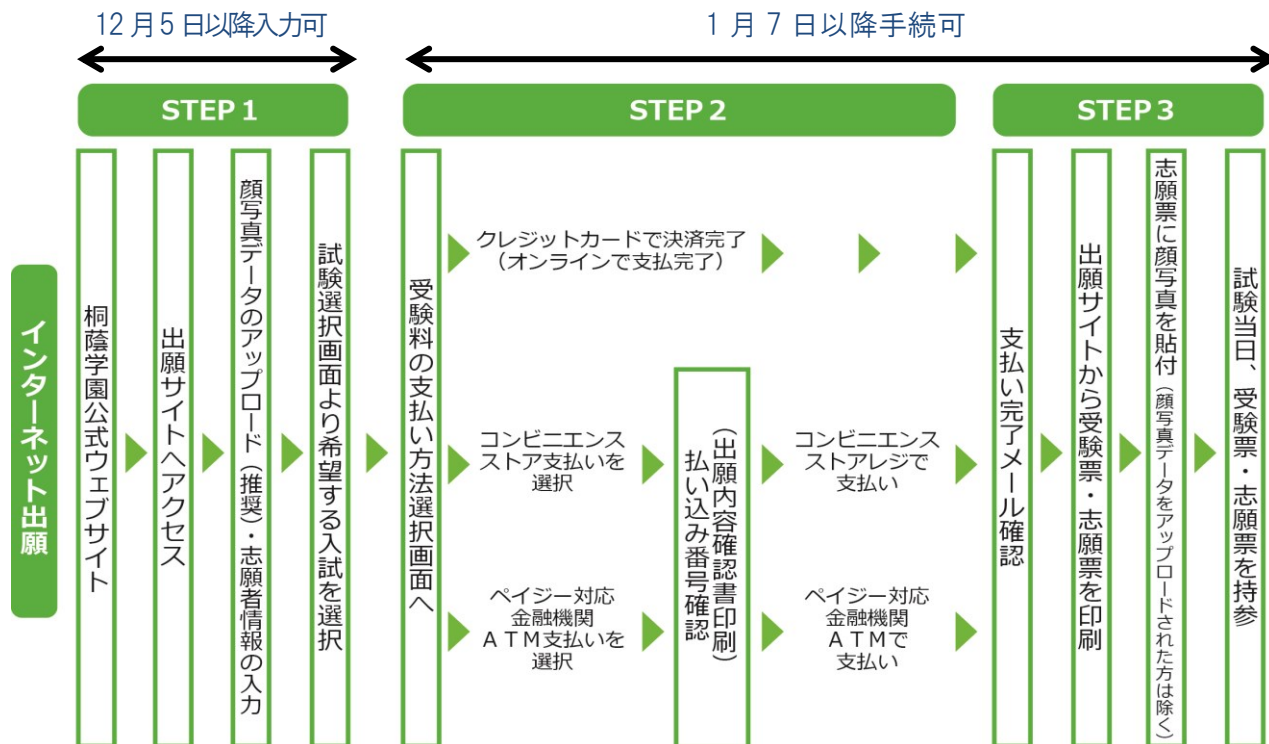 12月5日以降入力可
1月7日以降手続可
STEP 1
STEP 2
STEP 3
インターネット出願
桐蔭学園公式ウェブサイト
出願サイトへアクセス
顔写真データのアップロード（推奨）・志願者情報の入力
試験選択画面より希望する入試を選択
受験料の支払い方法選択画面へ
クレジットカードで決済完了
（オンラインで支払完了）
コンビニエンス
ストア支払いを
選択
ペイジー対応
金融機関
ＡＴＭ支払いを
選択
（出願内容確認書印刷）
払い込み番号確認
コンビニエンス
ストアレジで
支払い
ペイジー対応
金融機関
ＡＴＭで
支払い
支払い完了メール確認
出願サイトから受験票・志願票を印刷
志願票に顔写真を貼付（顔写真データをアップロードされた方は除く）
試験当日、受験票・志願票を持参